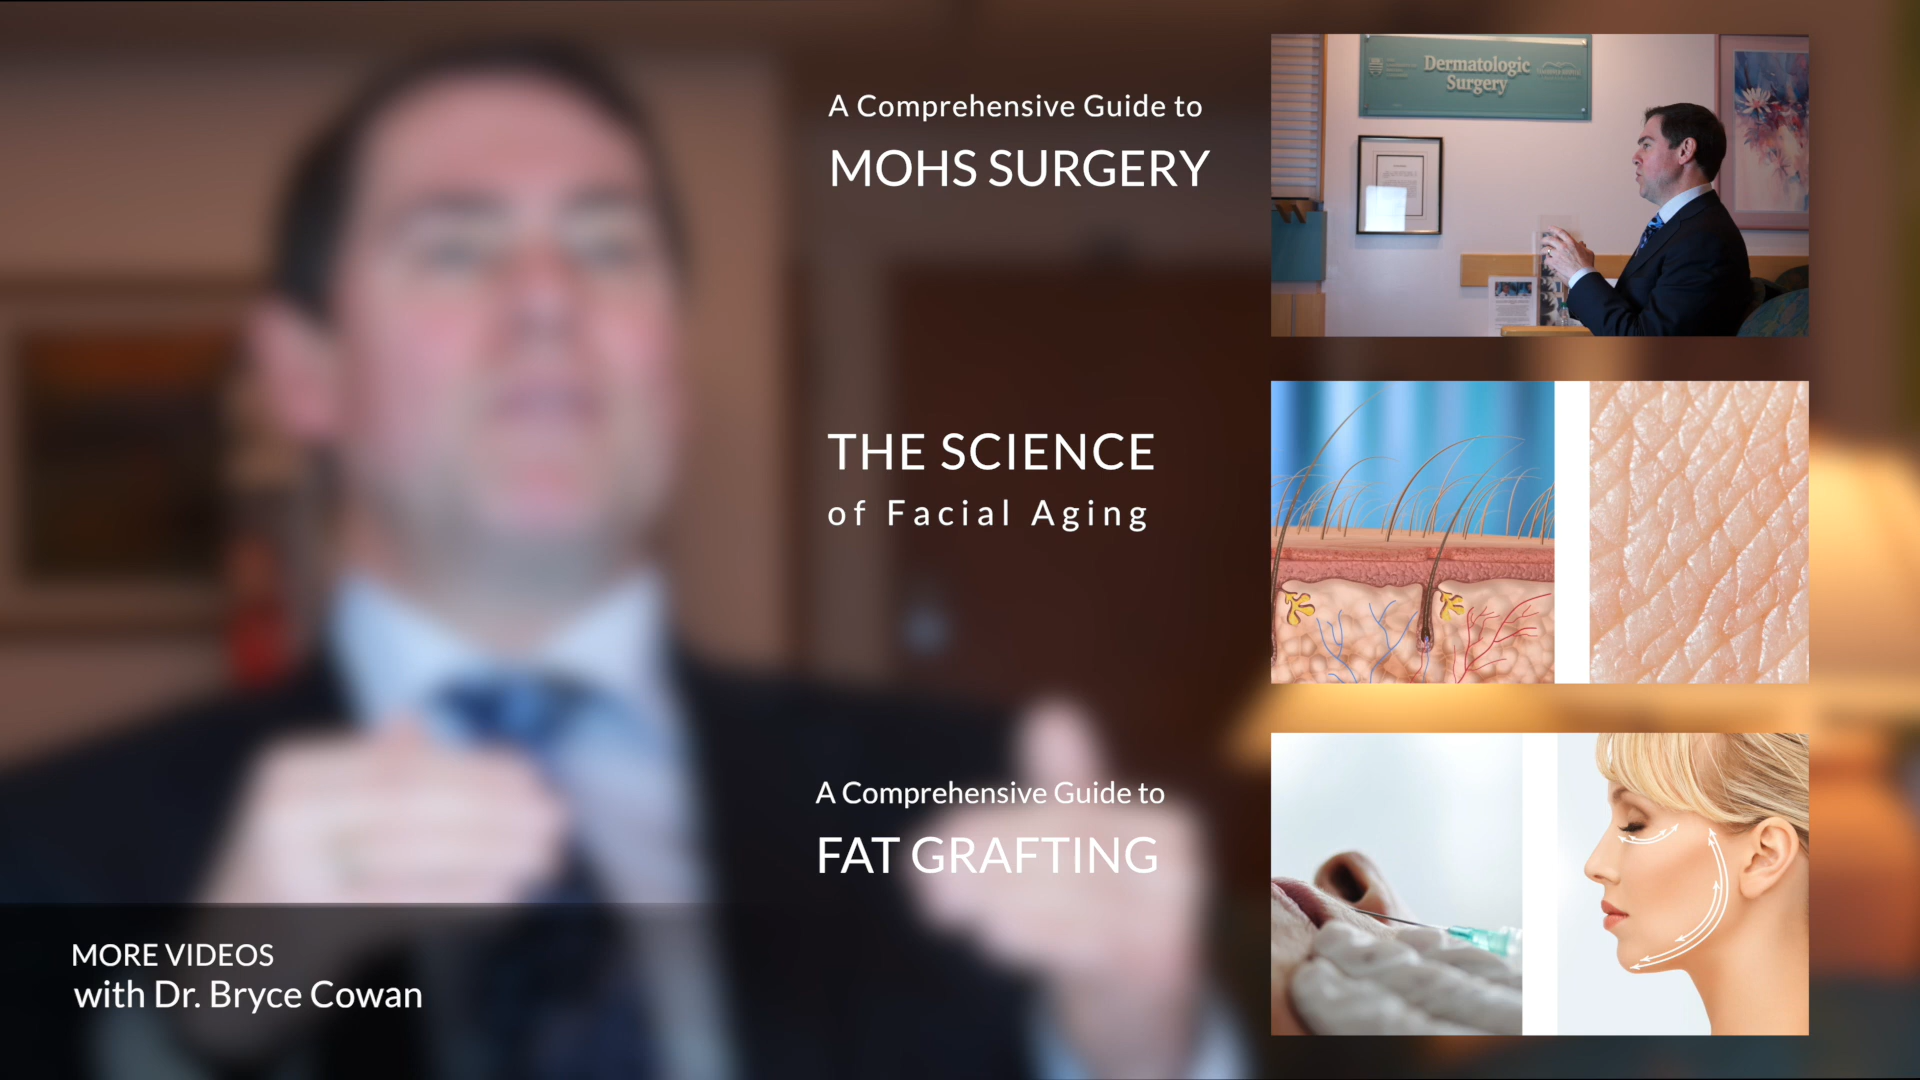 A Comprehensive Guide to
MOHS SURGERY
Dermatologic
Surgery
THE SCIENCE
of Facial Aging
A Comprehensive Guide to
FAT GRAFTING
MORE VIDEOS
with Dr. Bryce Cowan